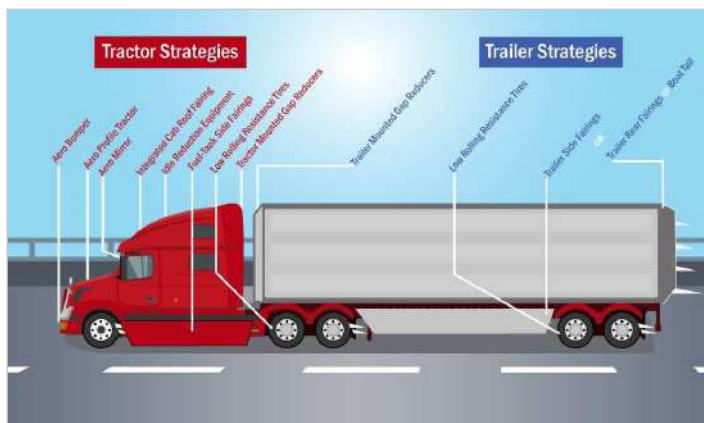 Tractor Strategies
Trailer Strategies
Aero Bumper
Aero Profile Tractor
Aero Mirror
Integrated Cab Roof Fairing
Idle Reduction Equipment
Fuel-Tank Side Fairings
Low Rolling Resistance Tires
Tractor Mounted Gap Reducers
Trailer Mounted Gap Reducers
Low Rolling Resistance Tires
Trailer Side Fairings
OR
Trailer Rear Fairings or Boat Tail